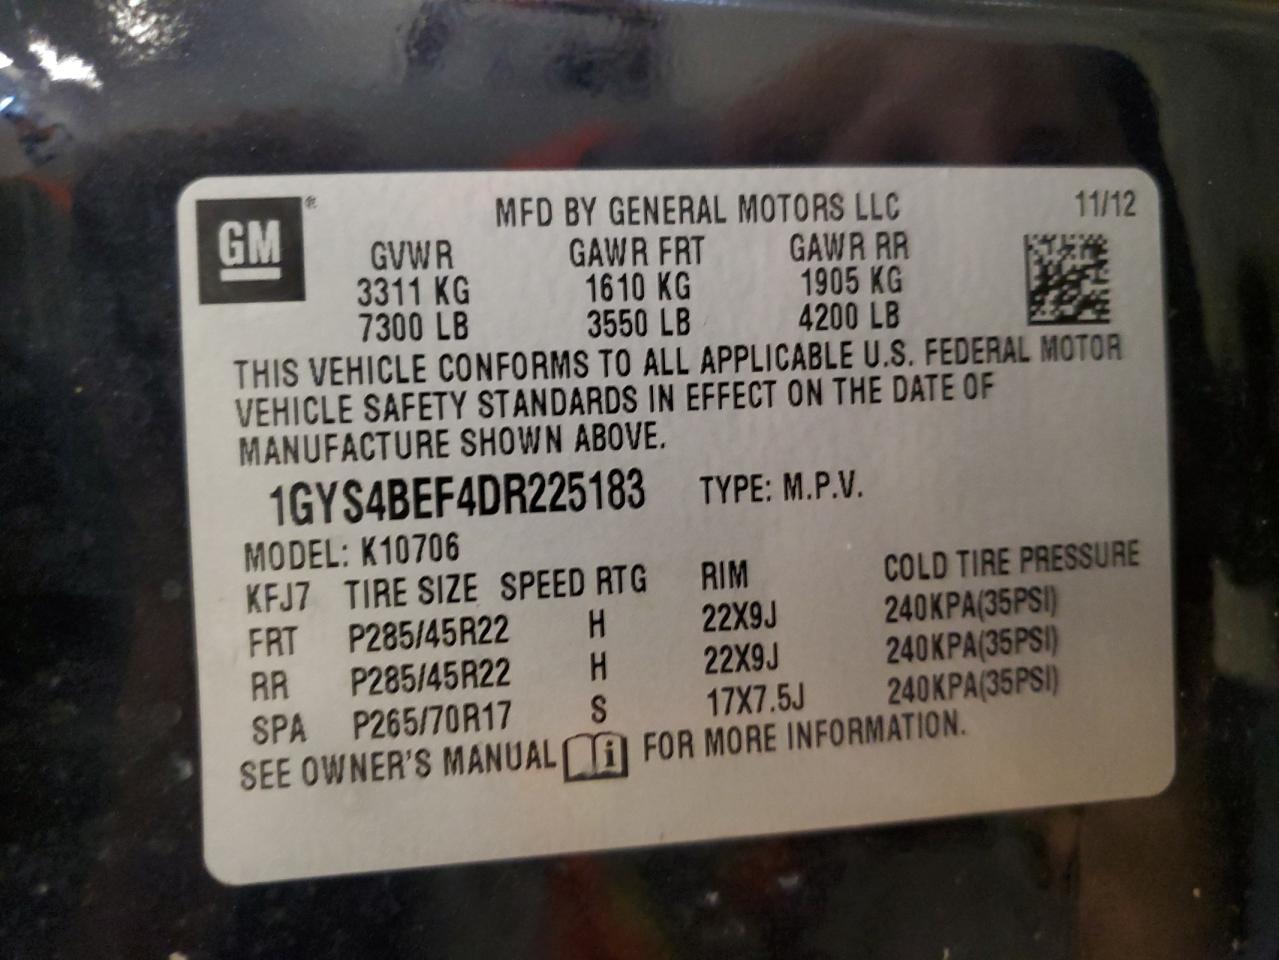 GM ®
MFD BY GENERAL MOTORS LLC 11/12
GVWR GAWR FRT GAWR RR
3311 KG 1610 KG 1905 KG
7300 LB 3550 LB 4200 LB
THIS VEHICLE CONFORMS TO ALL APPLICABLE U.S. FEDERAL MOTOR
VEHICLE SAFETY STANDARDS IN EFFECT ON THE DATE OF
MANUFACTURE SHOWN ABOVE.
1GYS4BEF4DR225183 TYPE: M.P.V.
MODEL: K10706
KFJ7 TIRE SIZE SPEED RTG RIM COLD TIRE PRESSURE
FRT P285/45R22 H 22X9J 240KPA(35PSI)
RR P285/45R22 H 22X9J 240KPA(35PSI)
SPA P265/70R17 S 17X7.5J 240KPA(35PSI)
SEE OWNER'S MANUAL i FOR MORE INFORMATION.